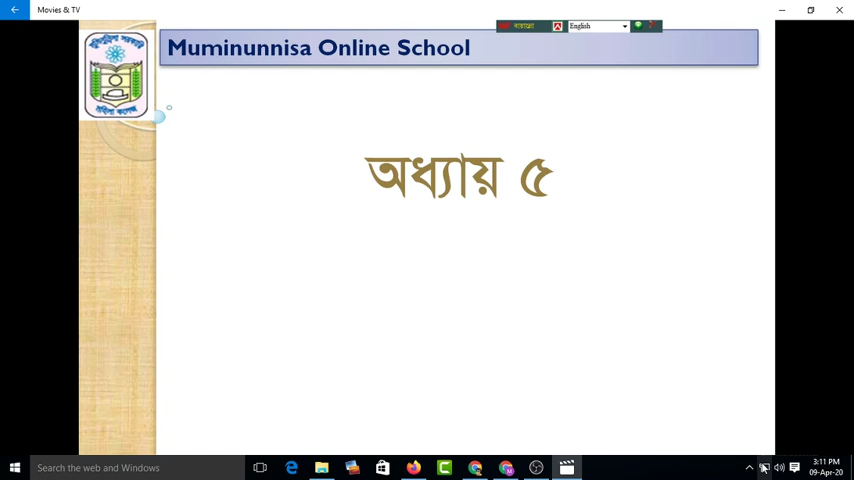 Movies & TV
English
Muminunnisa Online School
অধ্যায় ৫
Search the web and Windows
3:11 PM
09-Apr-20